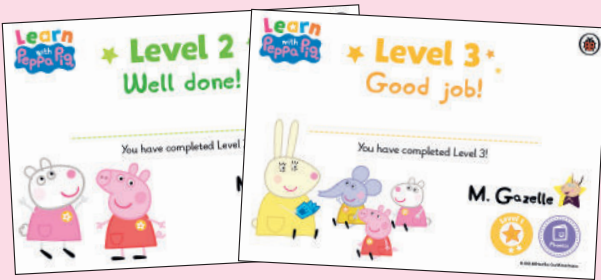 Learn
with
Peppa Pig
Level 2
Well done!
You have completed Level
M
Learn
with
Peppa Pig
Level 3
Good job!
You have completed Level 3!
M. Gazelle
Level 3
Phonics